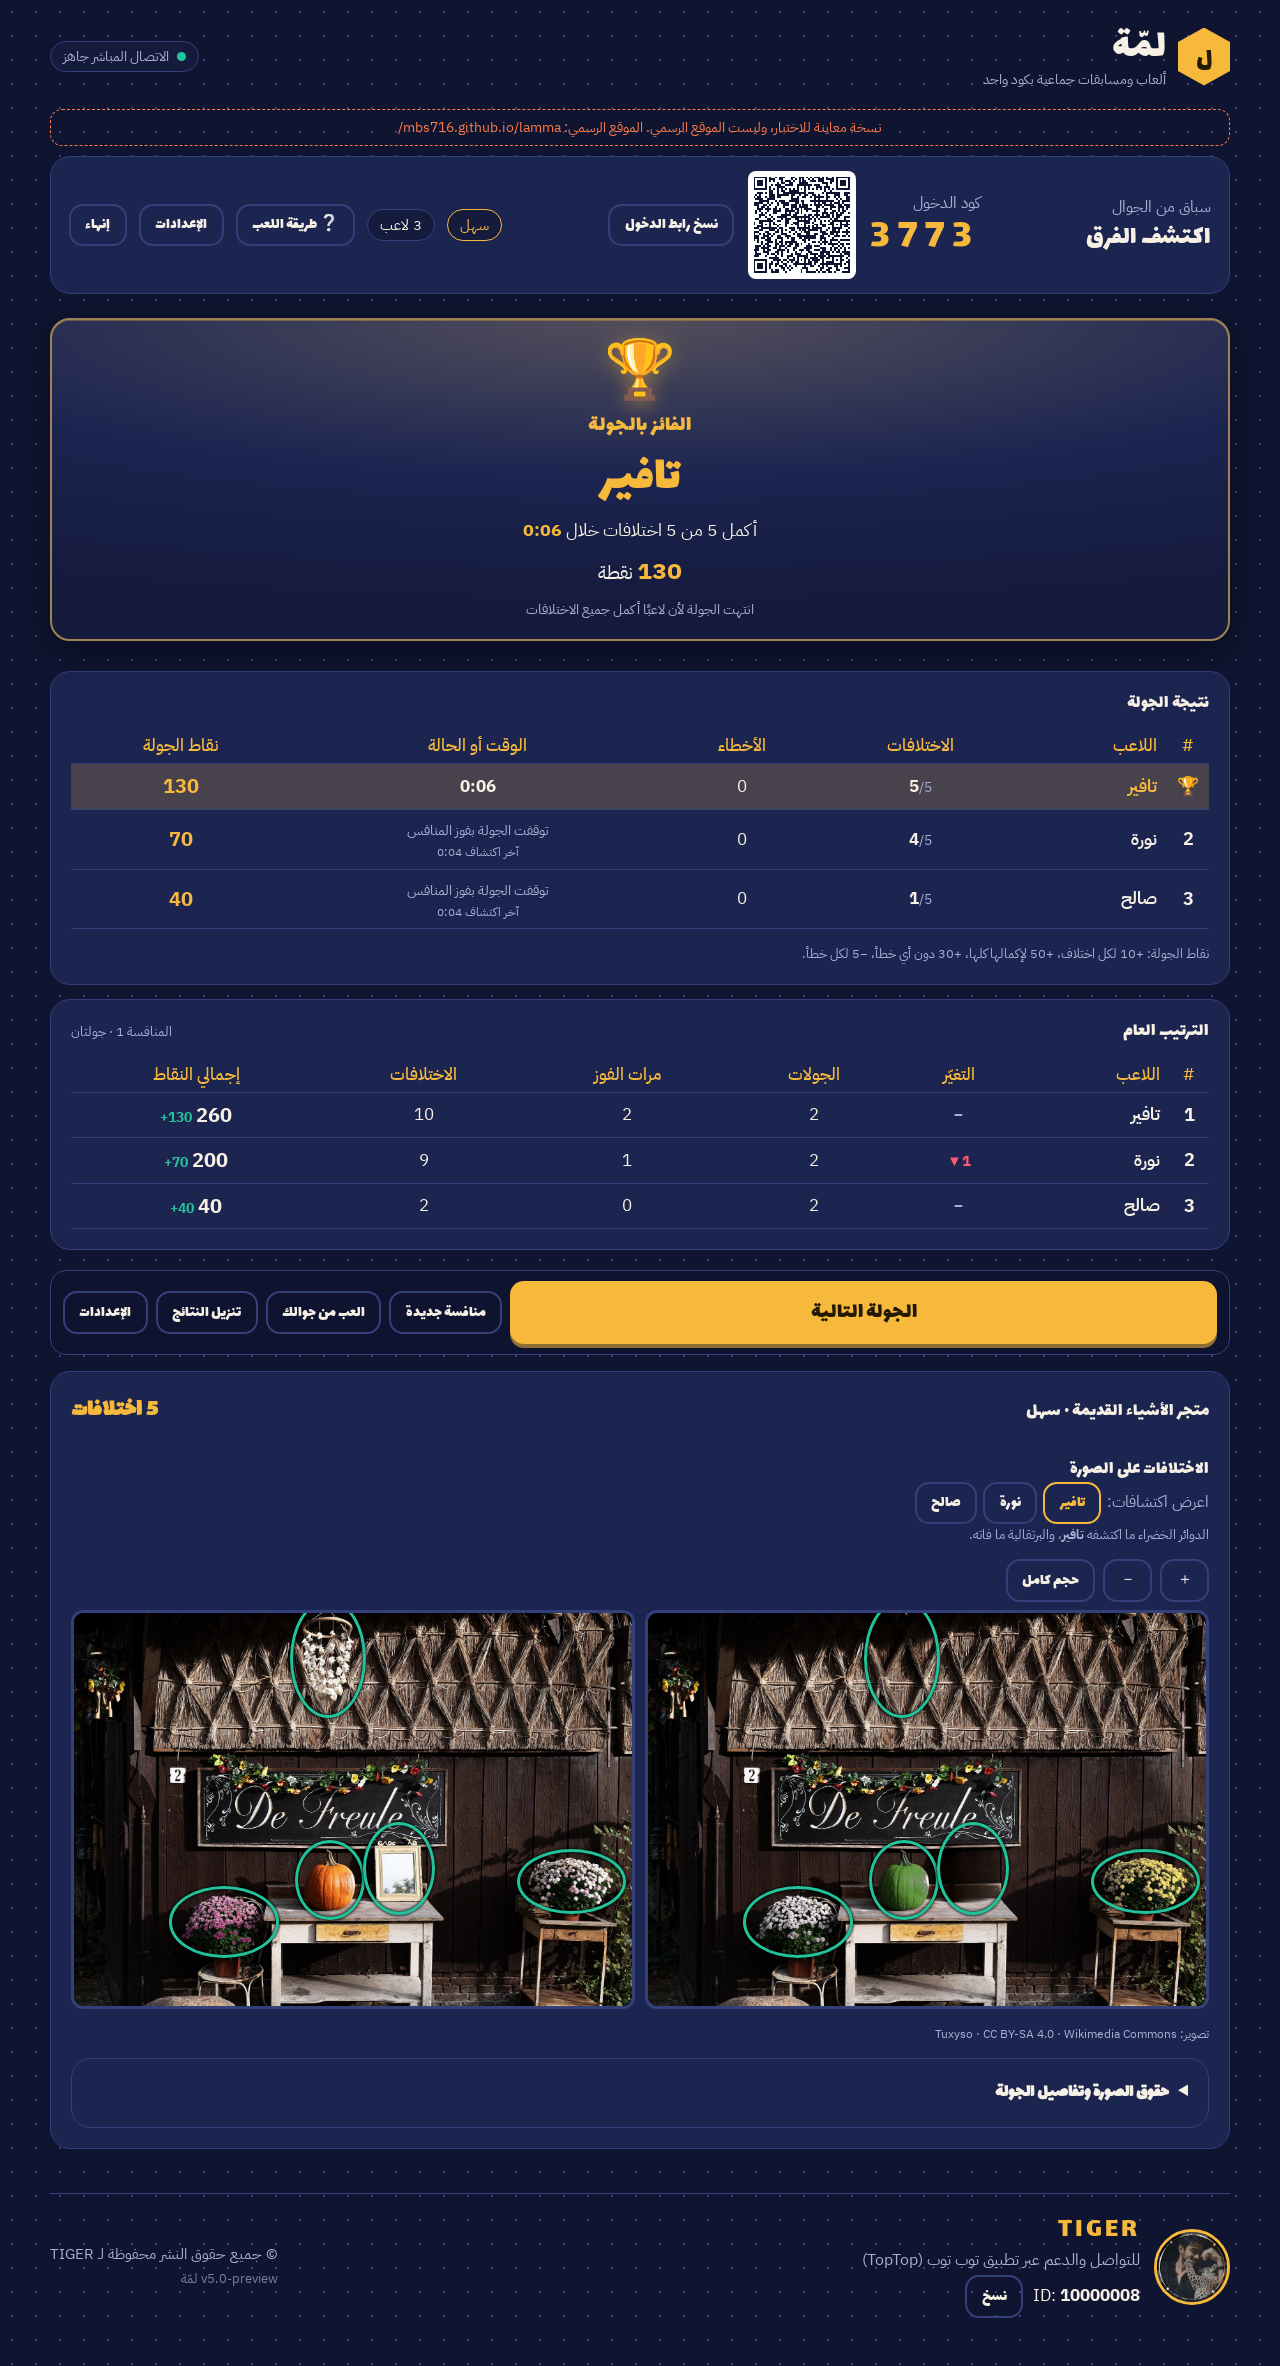 ل
لمّة
ألعاب ومسابقات جماعية بكود واحد
الاتصال المباشر جاهز
نسخة معاينة للاختبار، وليست الموقع الرسمي. الموقع الرسمي: mbs716.github.io/lamma/.
سباق من الجوال
اكتشف الفرق
كود الدخول
3773
نسخ رابط الدخول
سهل
3 لاعب
❔ طريقة اللعب
الإعدادات
إنهاء
الفائز بالجولة
تافير
أكمل 5 من 5 اختلافات خلال 0:06
130 نقطة
انتهت الجولة لأن لاعبًا أكمل جميع الاختلافات
نتيجة الجولة
# اللاعب الاختلافات الأخطاء الوقت أو الحالة نقاط الجولة
🏆 تافير 5/5 0 0:06 130
2 نورة 4/5 0 توقفت الجولة بفوز المنافس 70
آخر اكتشاف 0:04
3 صالح 1/5 0 توقفت الجولة بفوز المنافس 40
آخر اكتشاف 0:04
نقاط الجولة: +10 لكل اختلاف، +50 لإكمالها كلها، +30 دون أي خطأ، −5 لكل خطأ.
الترتيب العام
المنافسة 1 · جولتان
# اللاعب التغيّر الجولات مرات الفوز الاختلافات إجمالي النقاط
1 تافير – 2 2 10 260 +130
2 نورة ▼1 2 1 9 200 +70
3 صالح – 2 0 2 40 +40
الجولة التالية
منافسة جديدة
العب من جوالك
تنزيل النتائج
الإعدادات
متجر الأشياء القديمة · سهل
5 اختلافات
الاختلافات على الصورة
اعرض اكتشافات: تافير نورة صالح
الدوائر الخضراء ما اكتشفه تافير، والبرتقالية ما فاته.
+ − حجم كامل
2
De Freule
2
De Freule
تصوير: Tuxyso · CC BY-SA 4.0 · Wikimedia Commons
◀ حقوق الصورة وتفاصيل الجولة
TIGER
للتواصل والدعم عبر تطبيق توب توب (TopTop)
ID: 10000008 نسخ
© جميع حقوق النشر محفوظة لـ TIGER
لمّة v5.0-preview